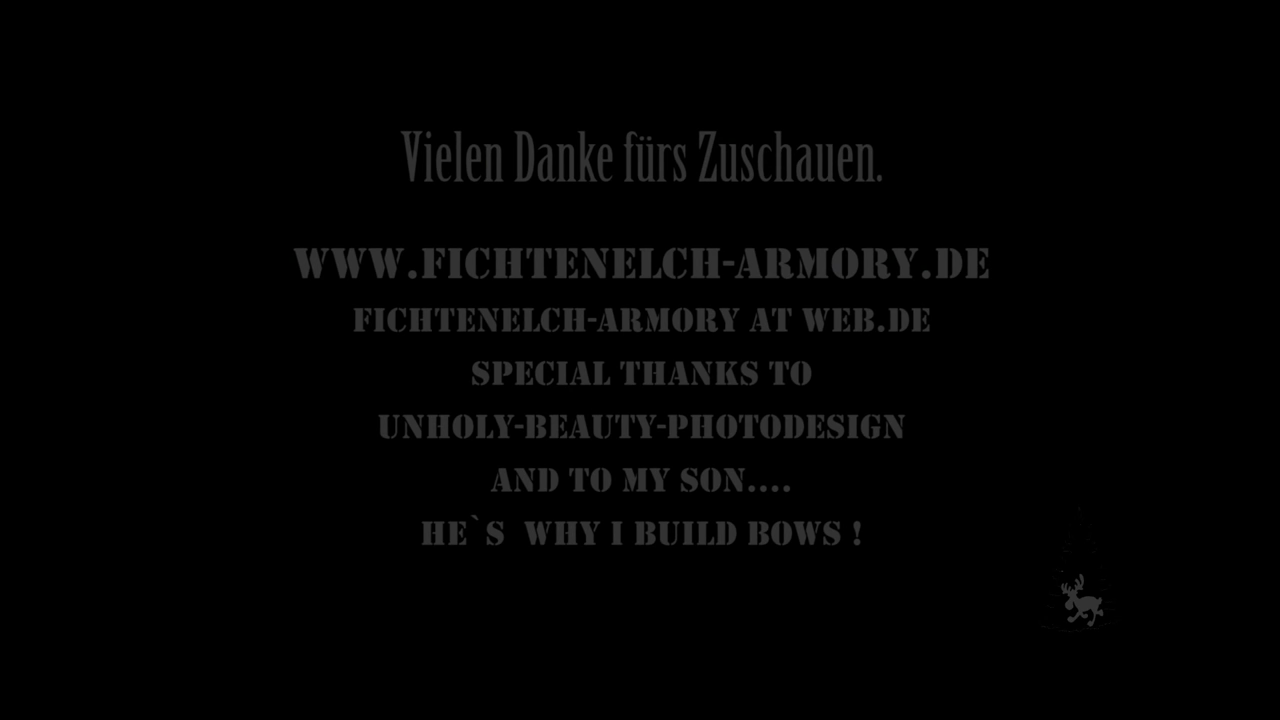 Vielen Danke fürs Zuschauen.
WWW.FICHTENELCH-ARMORY.DE
FICHTENELCH-ARMORY AT WEB.DE
SPECIAL THANKS TO
UNHOLY-BEAUTY-PHOTODESIGN
AND TO MY SON....
HE`S WHY I BUILD BOWS !